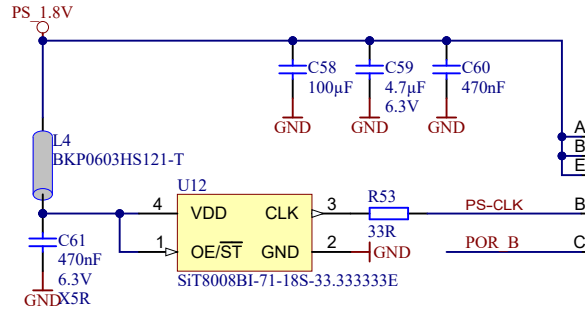 PS_1.8V
C58
100µF
GND
C59
4.7µF
6.3V
GND
C60
470nF
GND
A
B
E
L4
BKP0603HS121-T
U12
4
VDD
CLK
3
R53
33R
PS-CLK
B
1
OE/ST
GND
2
GND
POR_B
C
SiT8008BI-71-18S-33.333333E
C61
470nF
6.3V
X5R
GND